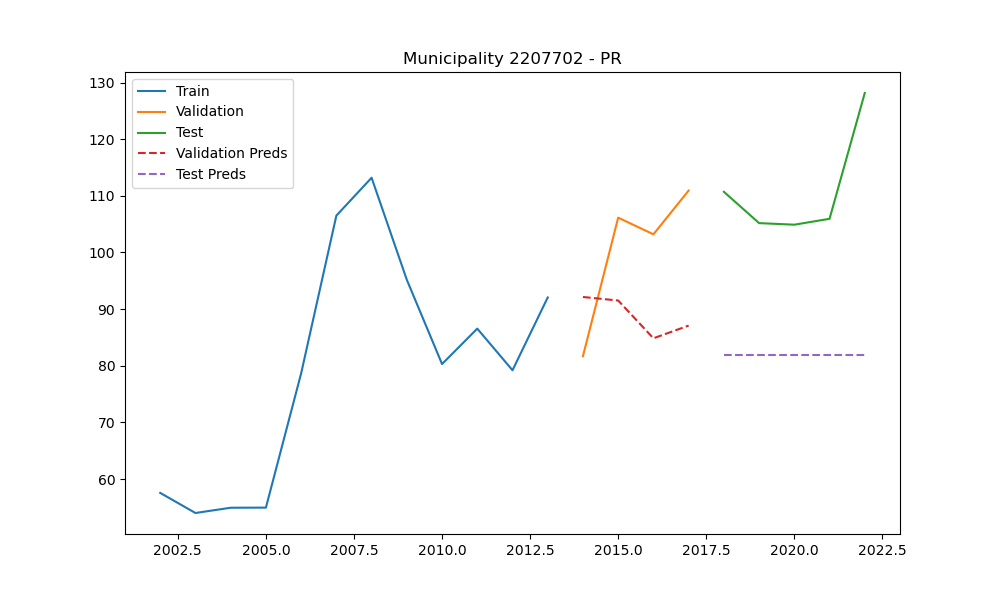 Municipality 2207702 - PR
130
120
110
100
90
80
70
60
Train
Validation
Test
Validation Preds
Test Preds
2002.5 2005.0 2007.5 2010.0 2012.5 2015.0 2017.5 2020.0 2022.5